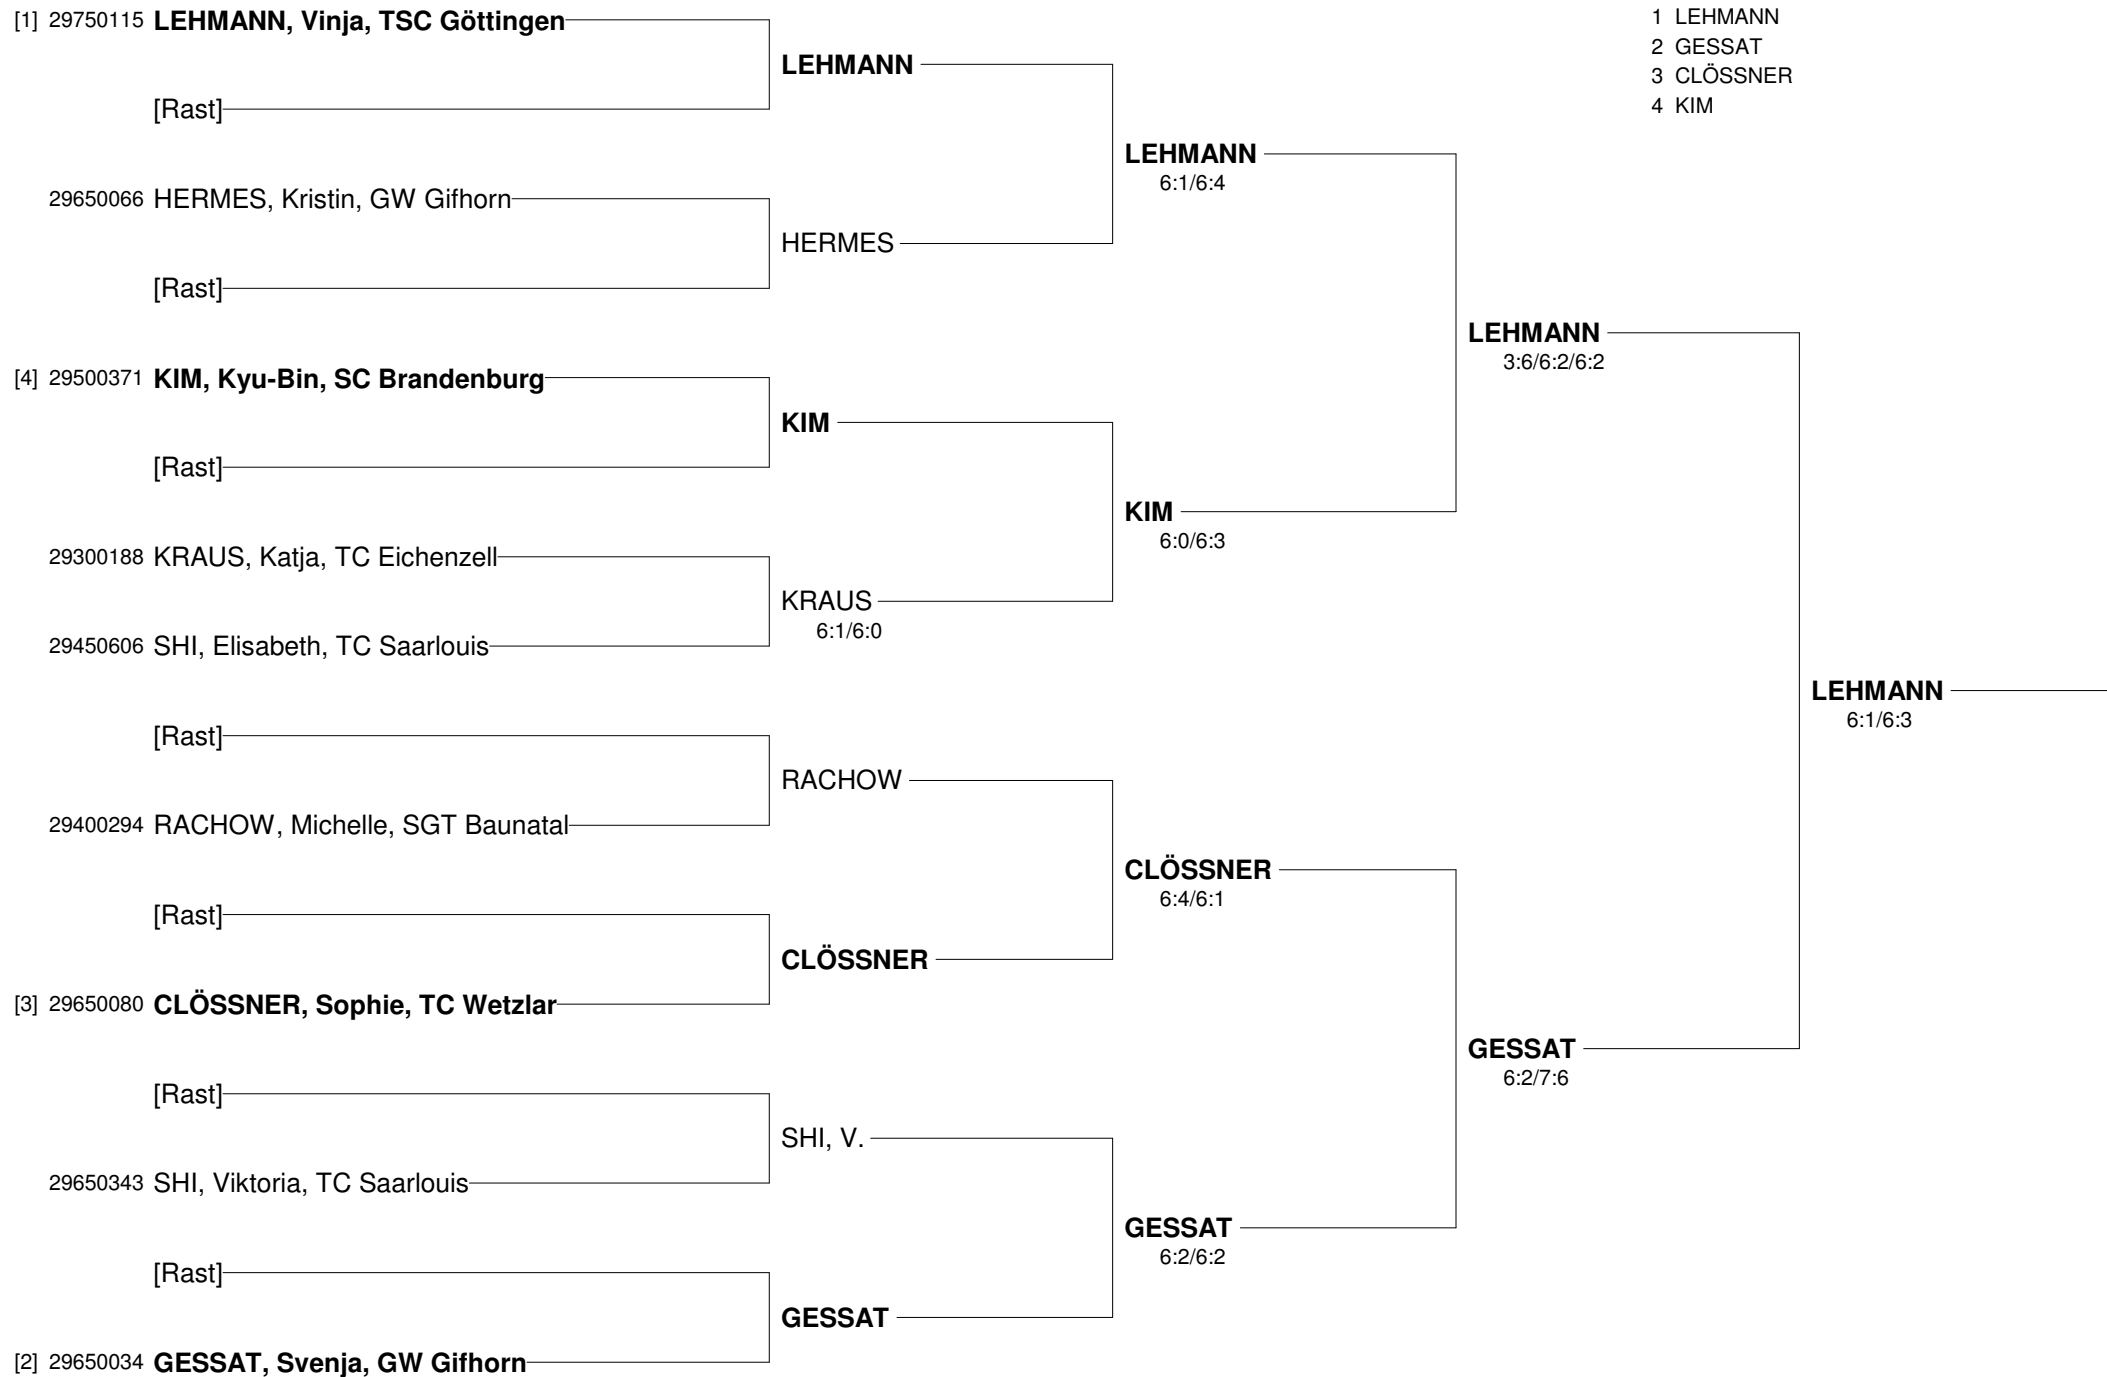 [1] 29750115 LEHMANN, Vinja, TSC Göttingen
[Rast]
29650066 HERMES, Kristin, GW Gifhorn
[Rast]
[4] 29500371 KIM, Kyu-Bin, SC Brandenburg
[Rast]
29300188 KRAUS, Katja, TC Eichenzell
29450606 SHI, Elisabeth, TC Saarlouis
[Rast]
29400294 RACHOW, Michelle, SGT Baunatal
[Rast]
[3] 29650080 CLÖSSNER, Sophie, TC Wetzlar
[Rast]
29650343 SHI, Viktoria, TC Saarlouis
[Rast]
[2] 29650034 GESSAT, Svenja, GW Gifhorn
LEHMANN
HERMES
KIM
KRAUS
6:1/6:0
RACHOW
CLÖSSNER
SHI, V.
GESSAT
LEHMANN
6:1/6:4
KIM
6:0/6:3
CLÖSSNER
6:4/6:1
GESSAT
6:2/6:2
LEHMANN
3:6/6:2/6:2
GESSAT
6:2/7:6
LEHMANN
6:1/6:3
1 LEHMANN
2 GESSAT
3 CLÖSSNER
4 KIM